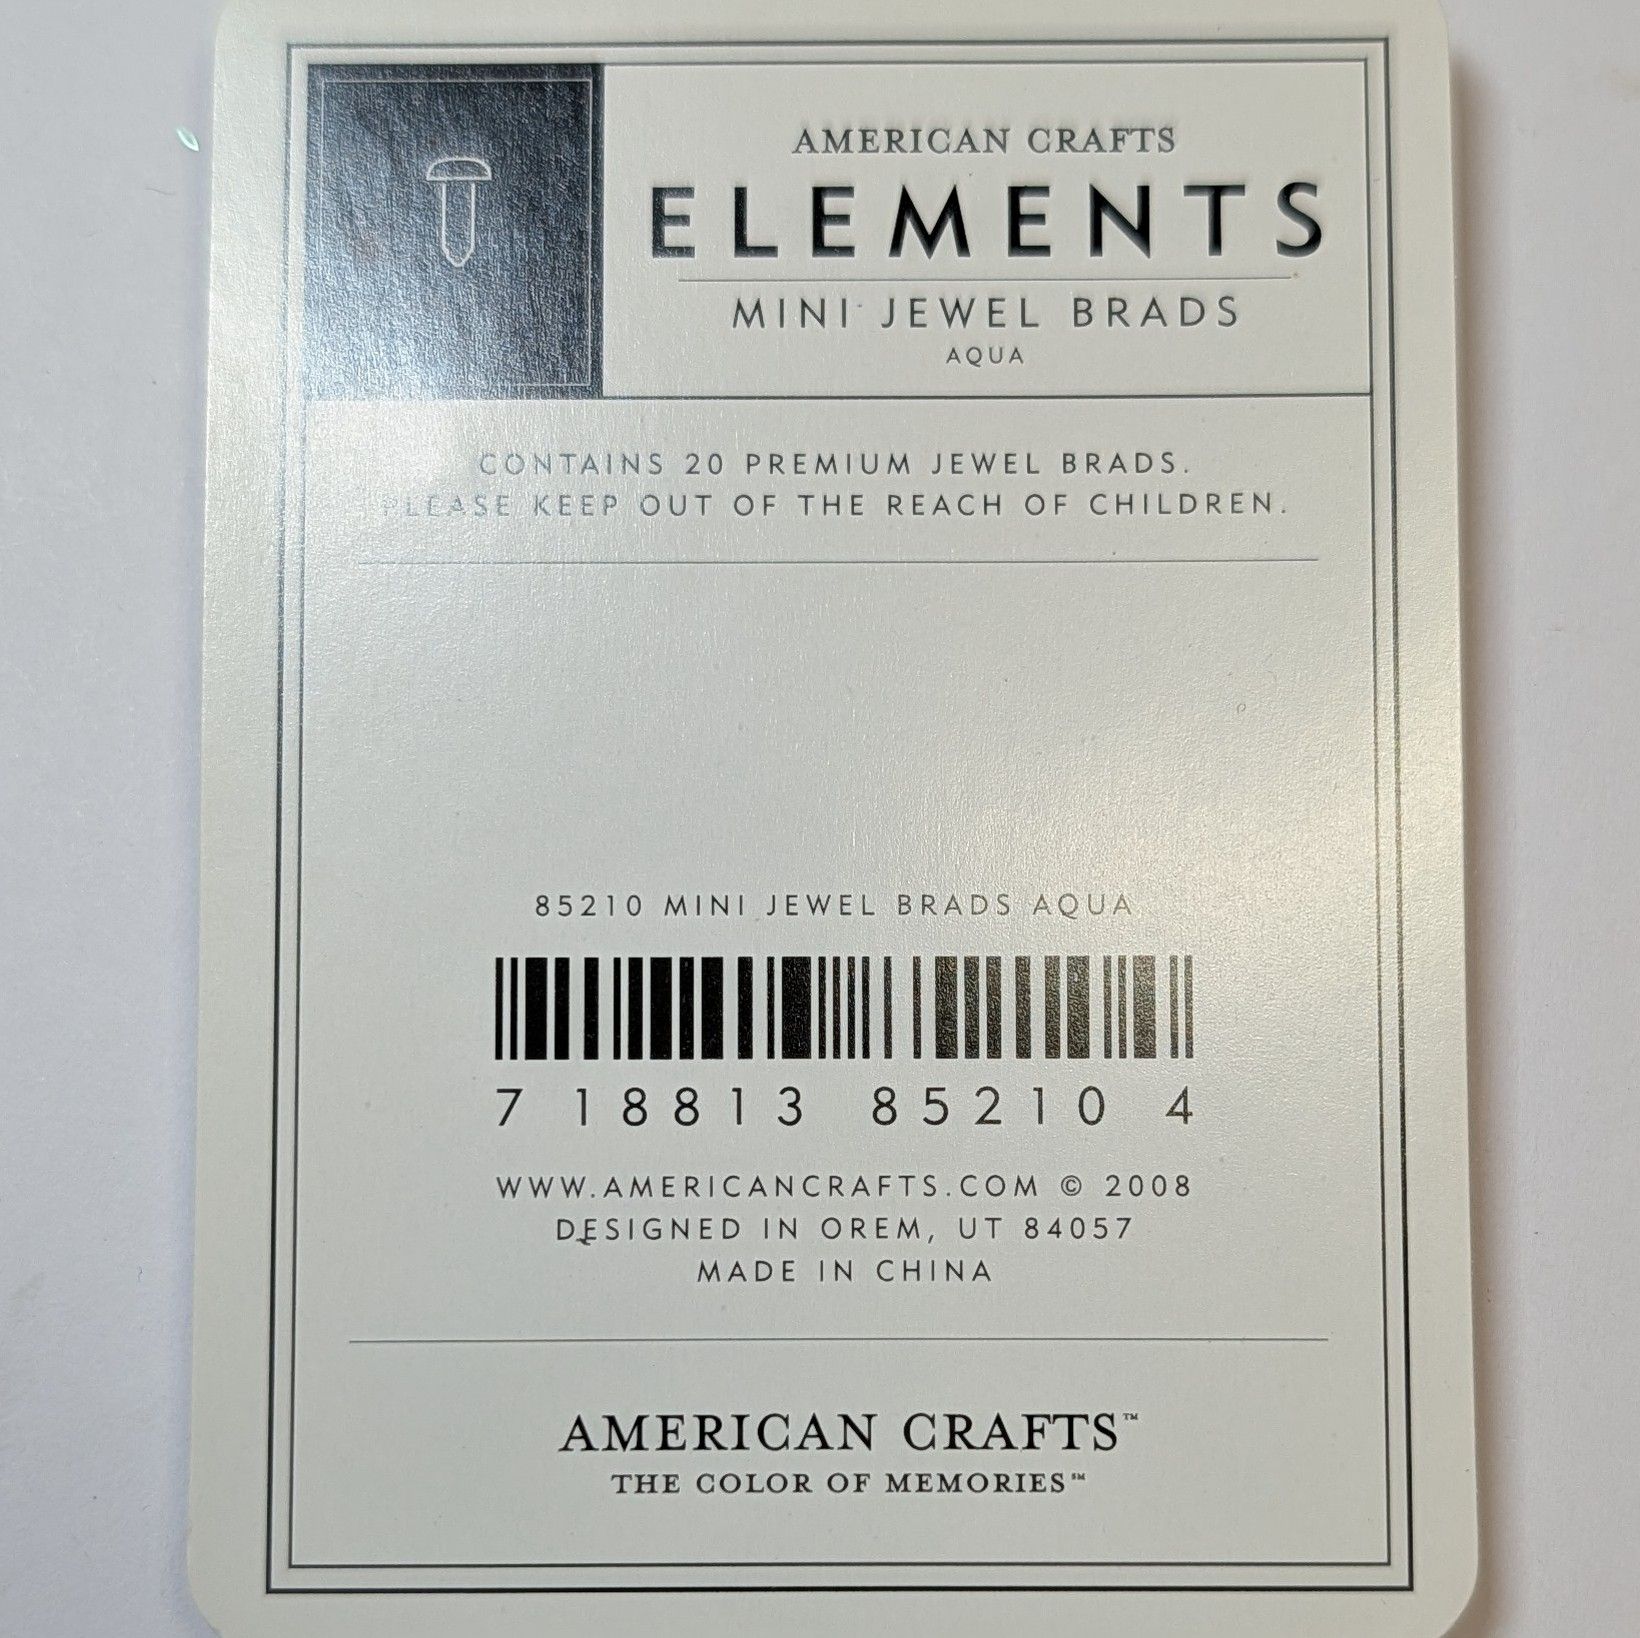 AMERICAN CRAFTS
ELEMENTS
MINI JEWEL BRADS
AQUA
CONTAINS 20 PREMIUM JEWEL BRADS.
PLEASE KEEP OUT OF THE REACH OF CHILDREN.
85210 MINI JEWEL BRADS AQUA
7 18813 85210 4
WWW.AMERICANCRAFTS.COM © 2008
DESIGNED IN OREM, UT 84057
MADE IN CHINA
AMERICAN CRAFTS™
THE COLOR OF MEMORIES℠